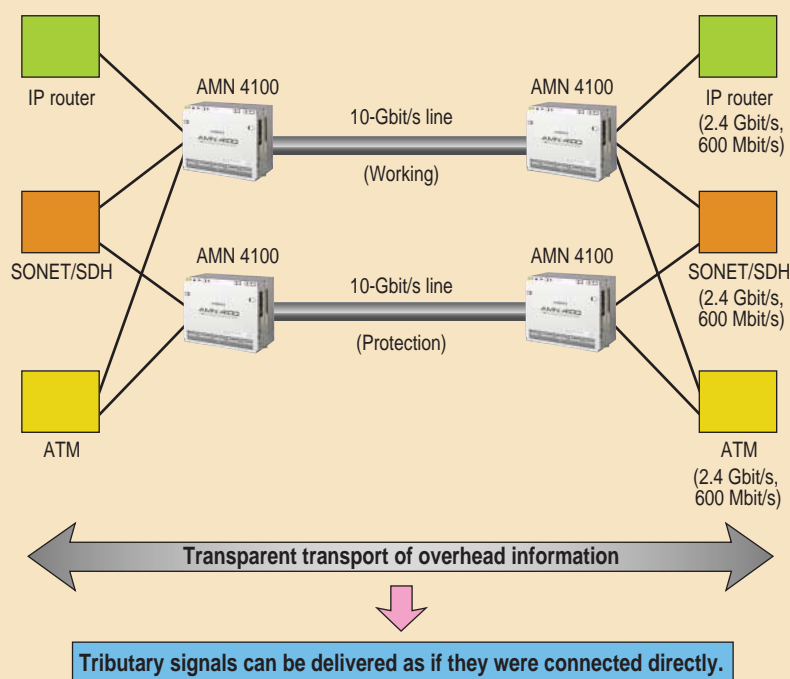 AMN 4100
AMN 4100
IP router
10-Gbit/s line
IP router
(2.4 Gbit/s,
600 Mbit/s)
(Working)
AMN 4100
AMN 4100
SONET/SDH
10-Gbit/s line
SONET/SDH
(2.4 Gbit/s,
600 Mbit/s)
(Protection)
ATM
ATM
(2.4 Gbit/s,
600 Mbit/s)
Transparent transport of overhead information
Tributary signals can be delivered as if they were connected directly.